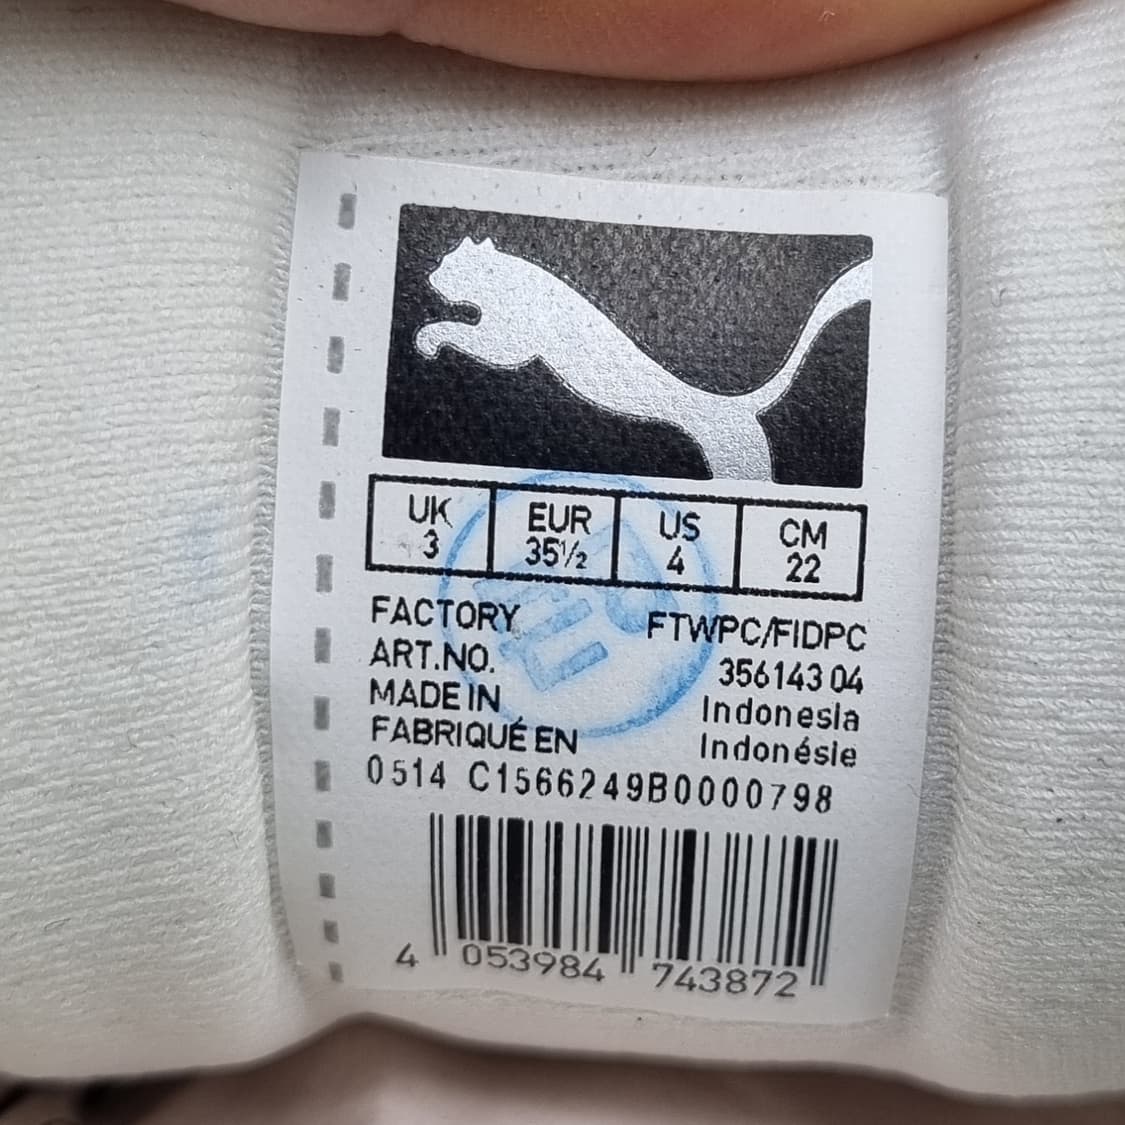 UK EUR US CM
3 35½ 4 22
FACTORY FTWPC/FIDPC
ART.NO. 356143 04
MADE IN Indonesia
FABRIQUÉ EN Indonésie
0514 C1566249B0000798
4 053984 743872